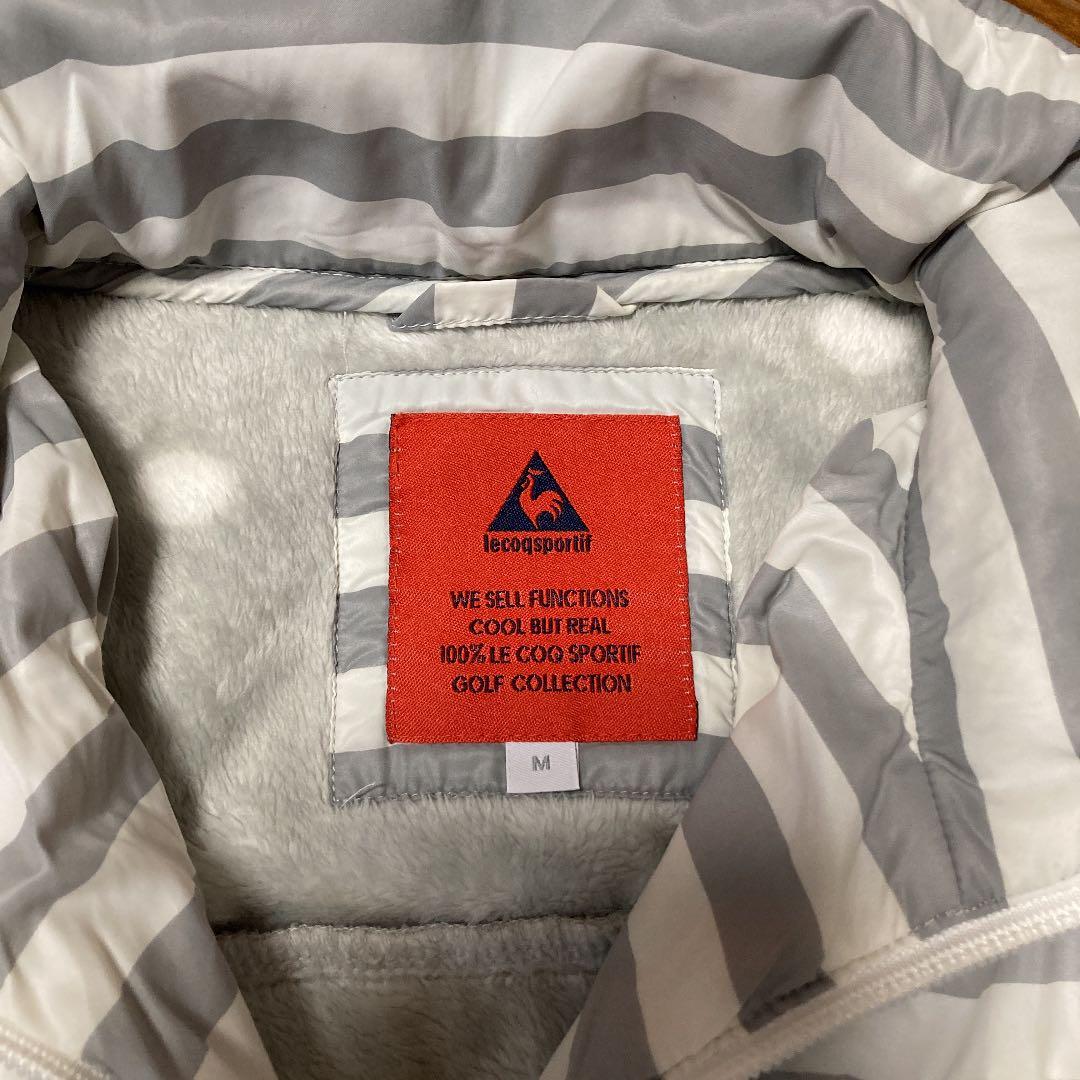 lecoqsportif
WE SELL FUNCTIONS
COOL BUT REAL
100% LE COQ SPORTIF
GOLF COLLECTION
M